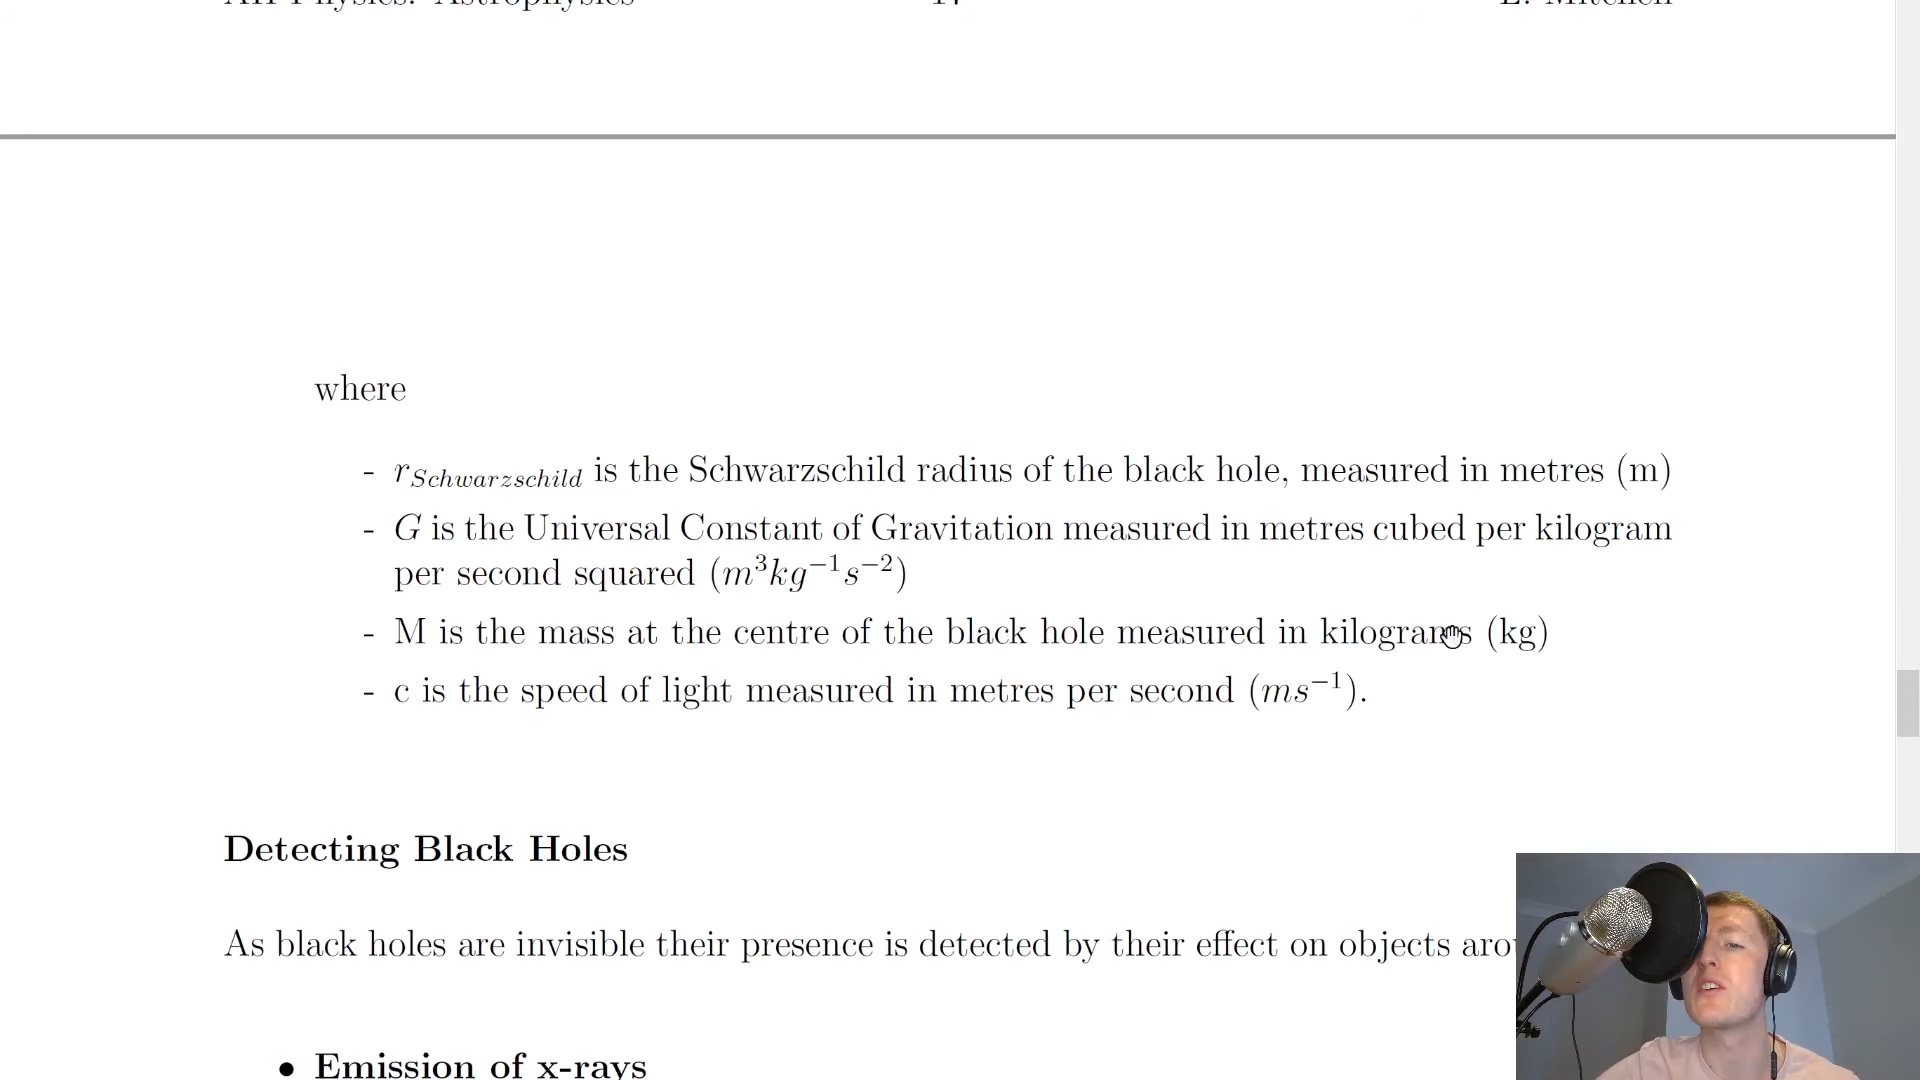 where
- r_Schwarzschild is the Schwarzschild radius of the black hole, measured in metres (m)
- G is the Universal Constant of Gravitation measured in metres cubed per kilogram
per second squared (m³kg⁻¹s⁻²)
- M is the mass at the centre of the black hole measured in kilograms (kg)
- c is the speed of light measured in metres per second (ms⁻¹).
Detecting Black Holes
As black holes are invisible their presence is detected by their effect on objects
• Emission of x-rays